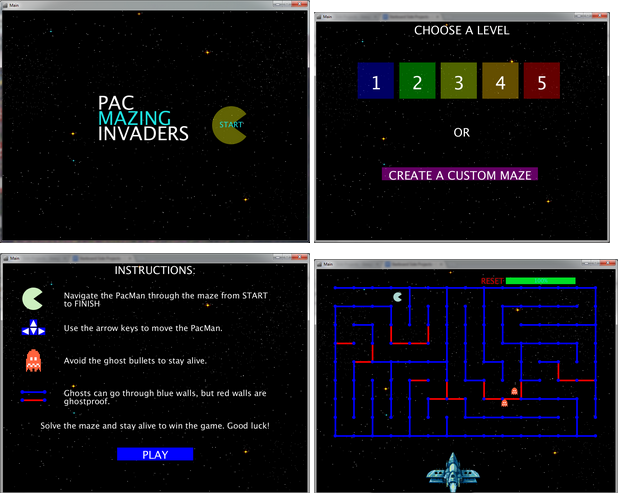 Main
PAC
MAZING
INVADERS
START
Main
CHOOSE A LEVEL
1 2 3 4 5
OR
CREATE A CUSTOM MAZE
Main
INSTRUCTIONS:
Navigate the PacMan through the maze from START
to FINISH
Use the arrow keys to move the PacMan.
Avoid the ghost bullets to stay alive.
Ghosts can go through blue walls, but red walls are
ghostproof.
Solve the maze and stay alive to win the game. Good luck!
PLAY
Main
RESET